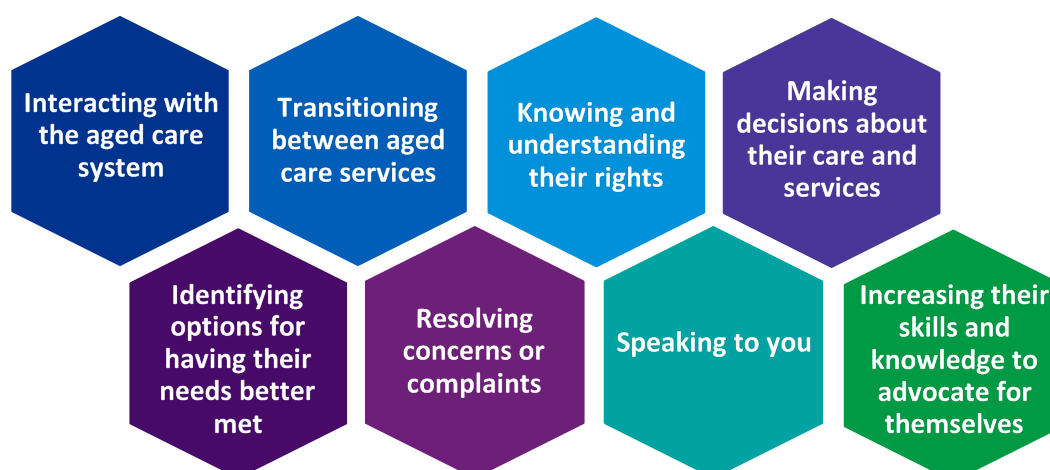 Interacting with
the aged care
system
Transitioning
between aged
care services
Knowing and
understanding
their rights
Making
decisions about
their care and
services
Identifying
options for
having their
needs better
met
Resolving
concerns or
complaints
Speaking to you
Increasing their
skills and
knowledge to
advocate for
themselves